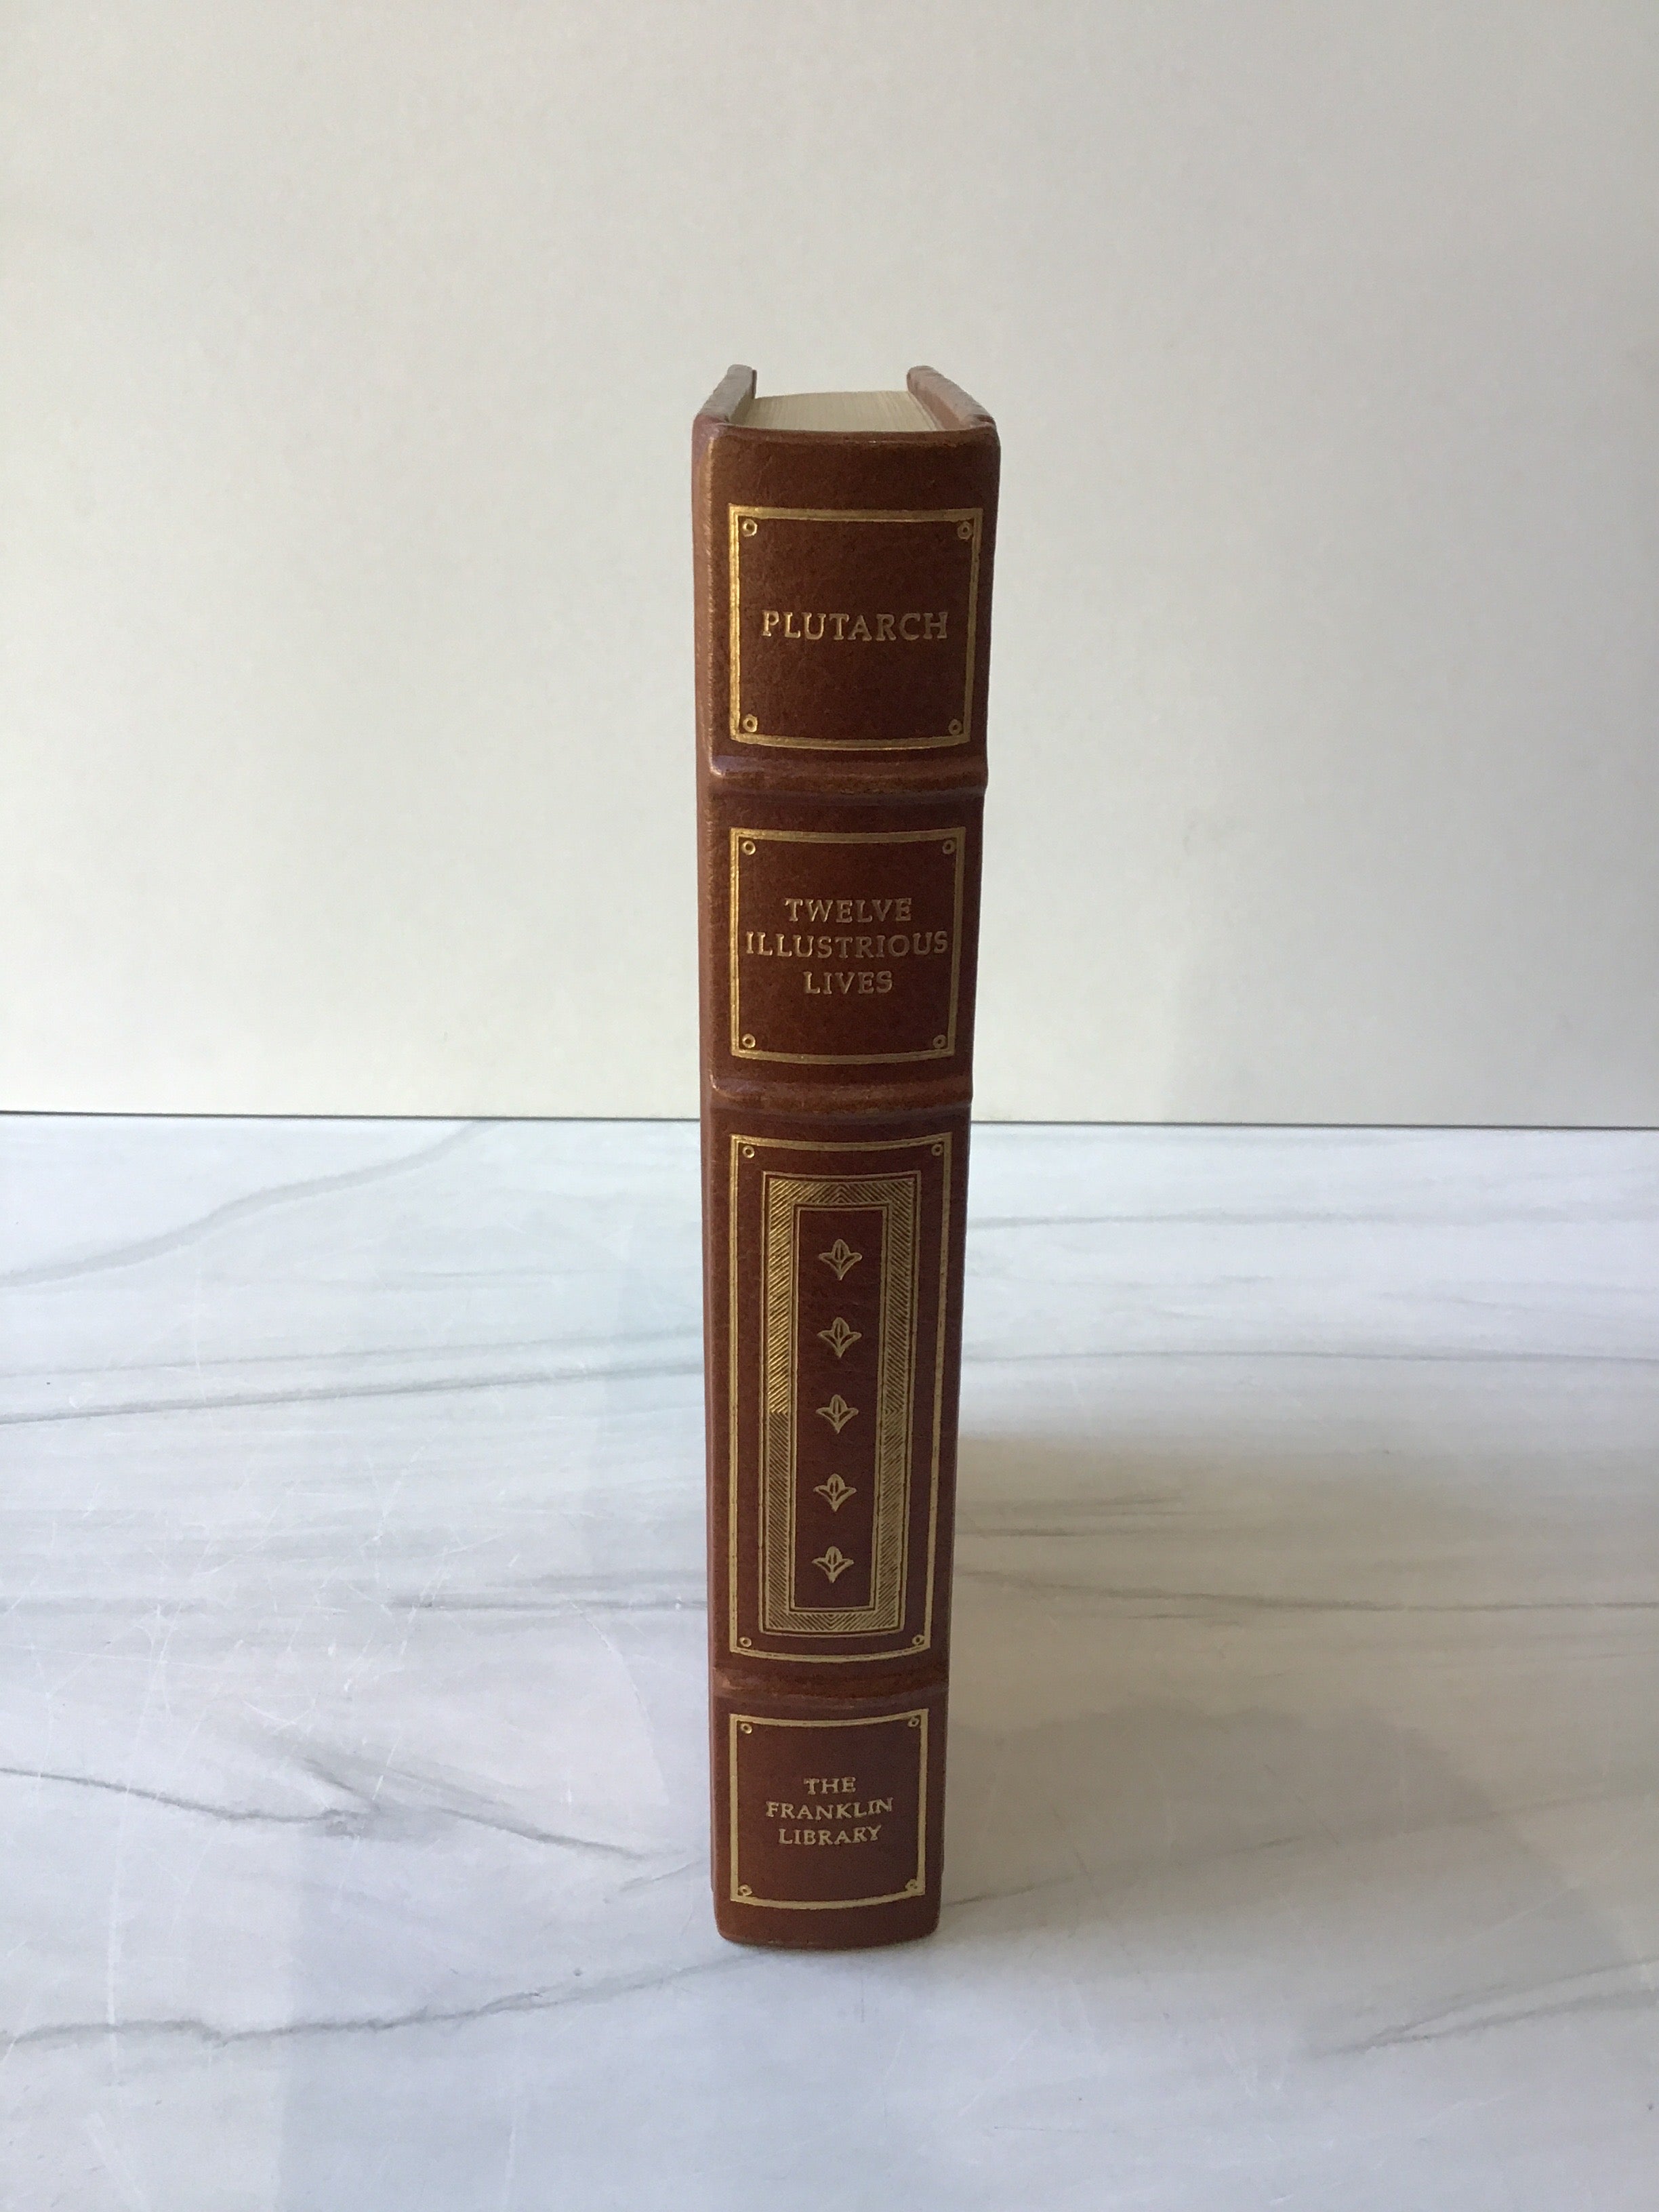 PLUTARCH
TWELVE
ILLUSTRIOUS
LIVES
THE
FRANKLIN
LIBRARY